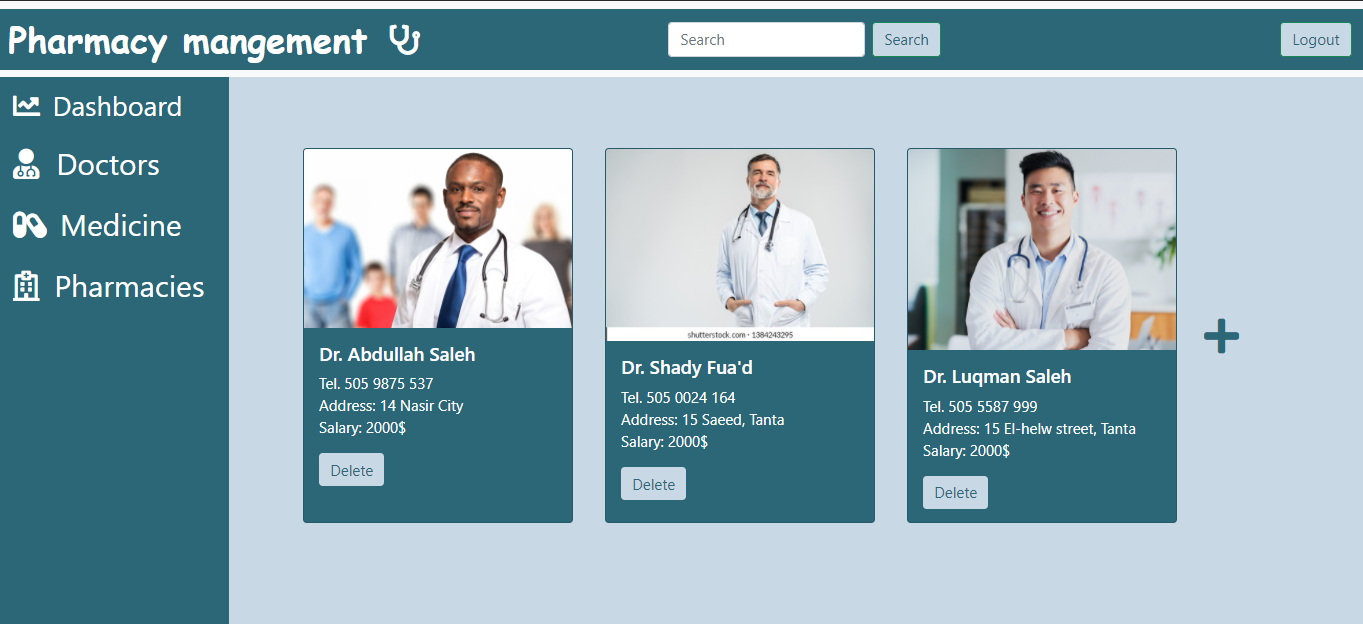 Pharmacy mangement
Search
Search
Logout
Dashboard
Doctors
Medicine
Pharmacies
Dr. Abdullah Saleh
Tel. 505 9875 537
Address: 14 Nasir City
Salary: 2000$
Delete
shutterstock.com · 1384243295
Dr. Shady Fua'd
Tel. 505 0024 164
Address: 15 Saeed, Tanta
Salary: 2000$
Delete
Dr. Luqman Saleh
Tel. 505 5587 999
Address: 15 El-helw street, Tanta
Salary: 2000$
Delete